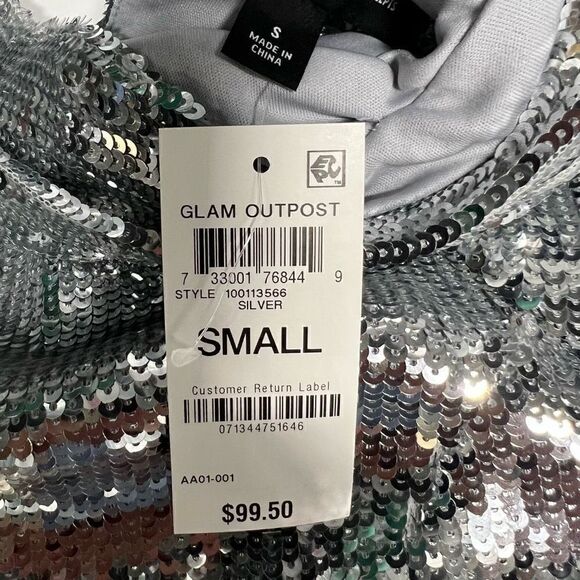 S
MADE IN
CHINA
GLAM OUTPOST
7 33001 76844 9
STYLE 100113566
SILVER
SMALL
Customer Return Label
071344751646
AA01-001
$99.50